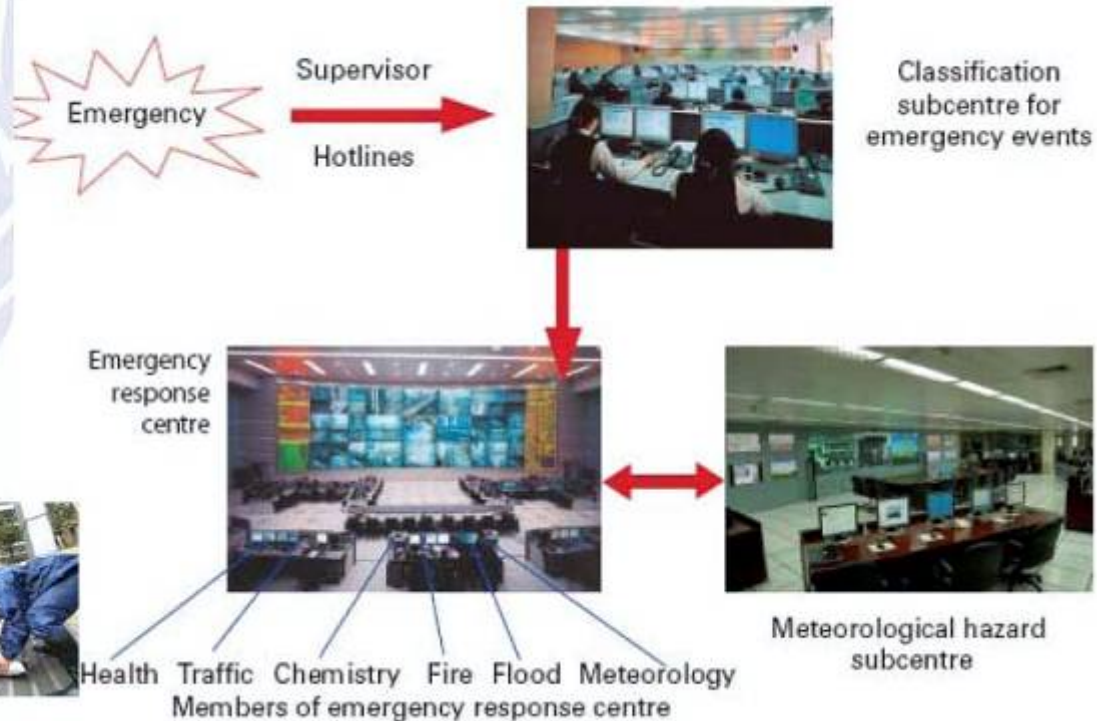 Emergency
Supervisor
Hotlines
Classification
subcentre for
emergency events
Emergency
response
centre
Meteorological hazard
subcentre
Health Traffic Chemistry Fire Flood Meteorology
Members of emergency response centre